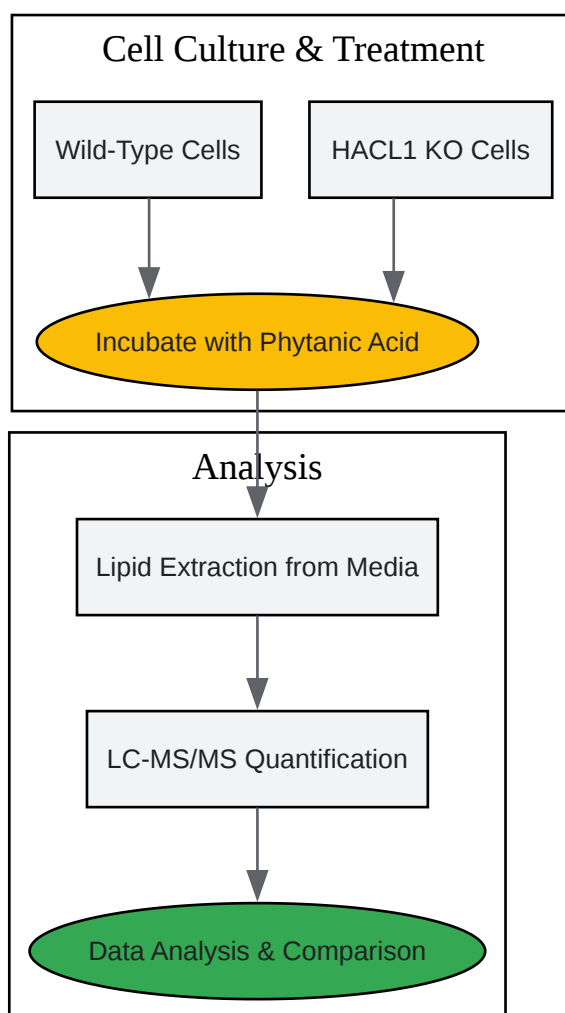 Cell Culture & Treatment
Wild-Type Cells
HACL1 KO Cells
Incubate with Phytanic Acid
Analysis
Lipid Extraction from Media
LC-MS/MS Quantification
Data Analysis & Comparison